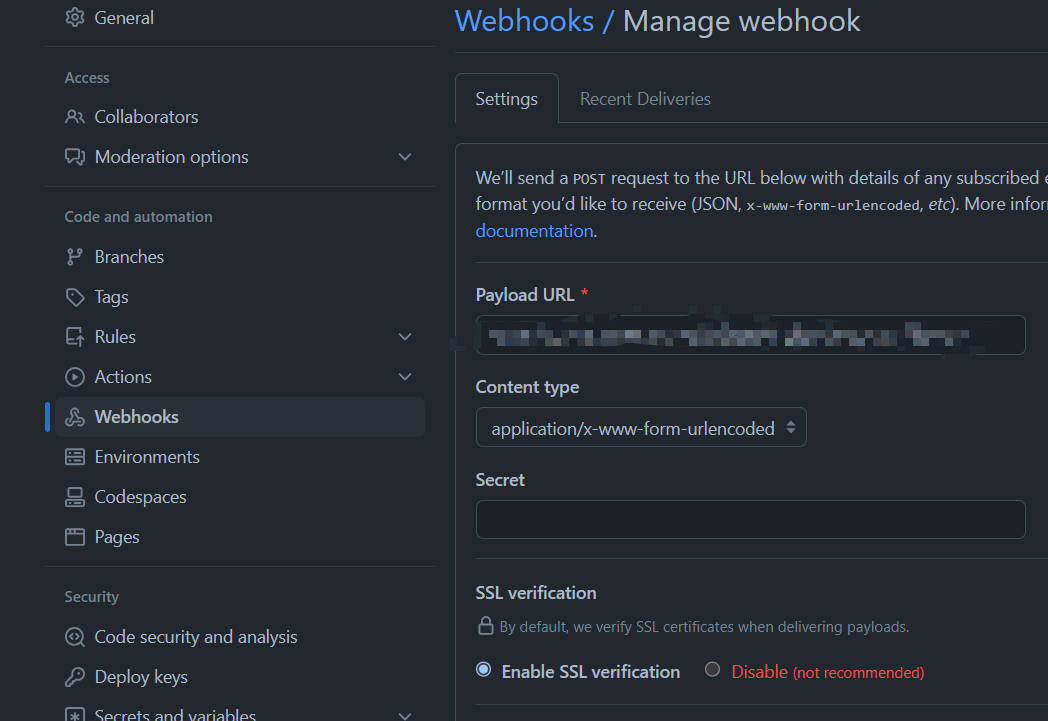 General
Access
Collaborators
Moderation options
Code and automation
Branches
Tags
Rules
Actions
Webhooks
Environments
Codespaces
Pages
Security
Code security and analysis
Deploy keys
Secrets and variables
Webhooks / Manage webhook
Settings
Recent Deliveries
We’ll send a POST request to the URL below with details of any subscribed
format you’d like to receive (JSON, x-www-form-urlencoded, etc). More
documentation.
Payload URL *
Content type
application/x-www-form-urlencoded
Secret
SSL verification
By default, we verify SSL certificates when delivering payloads.
Enable SSL verification
Disable (not recommended)